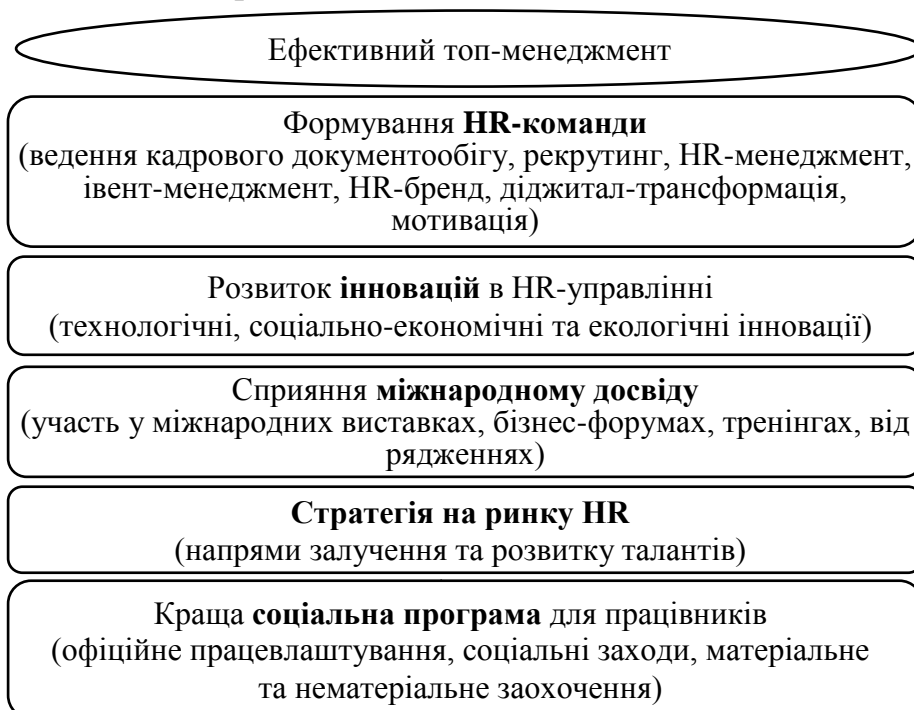 Ефективний топ-менеджмент
Формування HR-команди
(ведення кадрового документообігу, рекрутинг, HR-менеджмент,
івент-менеджмент, HR-бренд, діджитал-трансформація,
мотивація)
Розвиток інновацій в HR-управлінні
(технологічні, соціально-економічні та екологічні інновації)
Сприяння міжнародному досвіду
(участь у міжнародних виставках, бізнес-форумах, тренінгах, від
рядженнях)
Стратегія на ринку HR
(напрями залучення та розвитку талантів)
Краща соціальна програма для працівників
(офіційне працевлаштування, соціальні заходи, матеріальне
та нематеріальне заохочення)